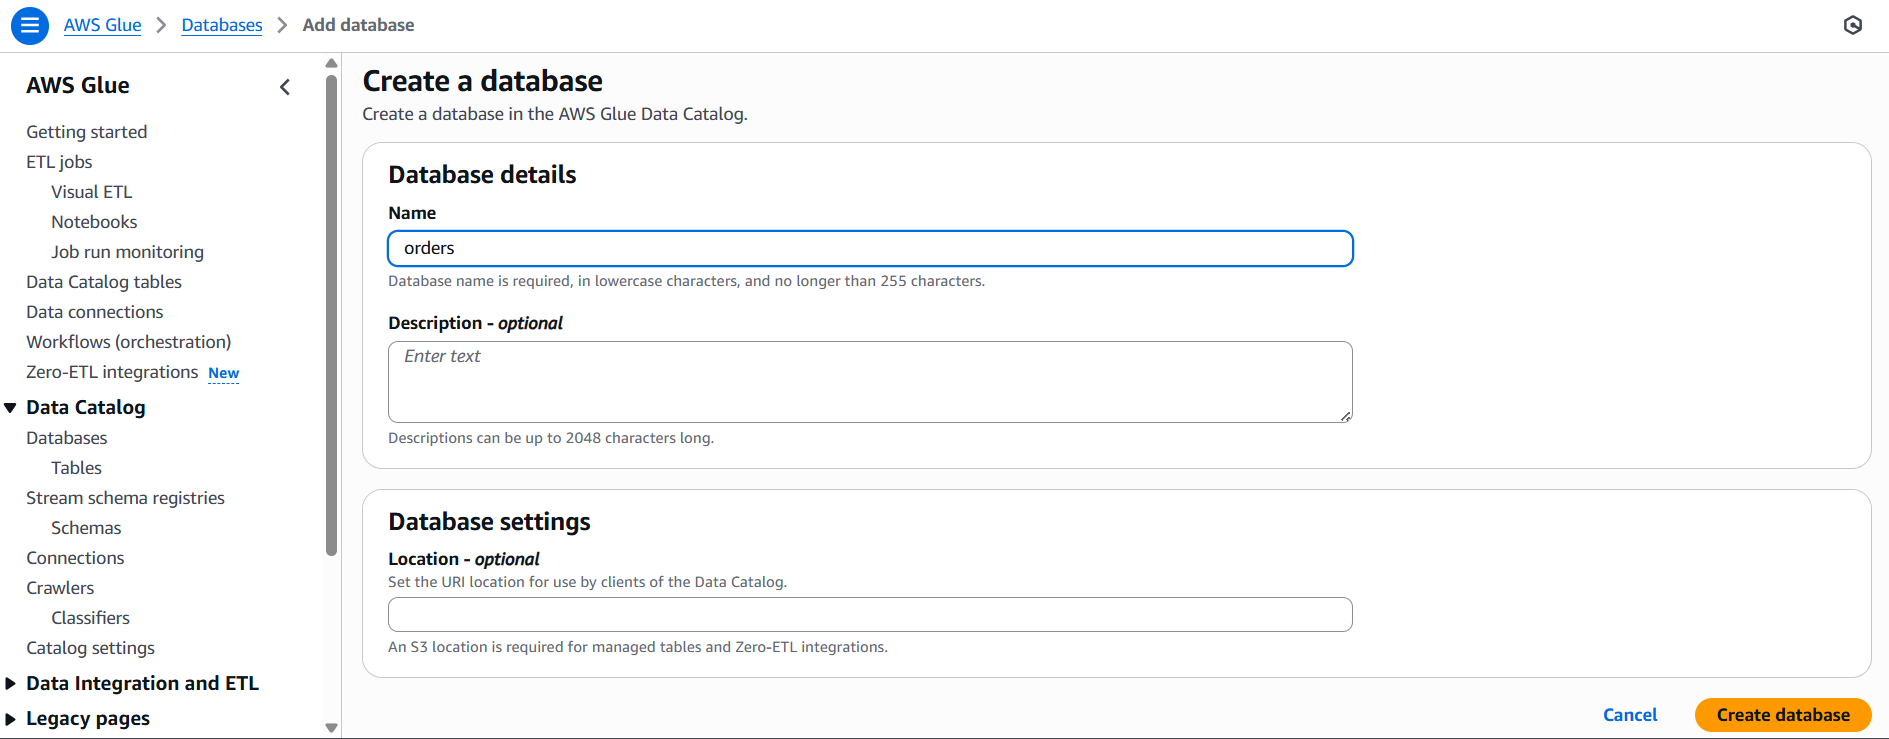 AWS Glue > Databases > Add database
AWS Glue
Getting started
ETL jobs
Visual ETL
Notebooks
Job run monitoring
Data Catalog tables
Data connections
Workflows (orchestration)
Zero-ETL integrations New
Data Catalog
Databases
Tables
Stream schema registries
Schemas
Connections
Crawlers
Classifiers
Catalog settings
Data Integration and ETL
Legacy pages
Create a database
Create a database in the AWS Glue Data Catalog.
Database details
Name
orders
Database name is required, in lowercase characters, and no longer than 255 characters.
Description - optional
Enter text
Descriptions can be up to 2048 characters long.
Database settings
Location - optional
Set the URI location for use by clients of the Data Catalog.
An S3 location is required for managed tables and Zero-ETL integrations.
Cancel Create database